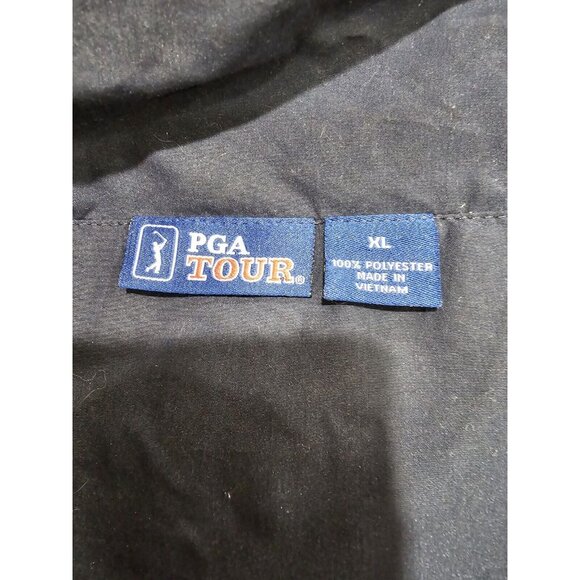 PGA
TOUR®
XL
100% POLYESTER
MADE IN
VIETNAM